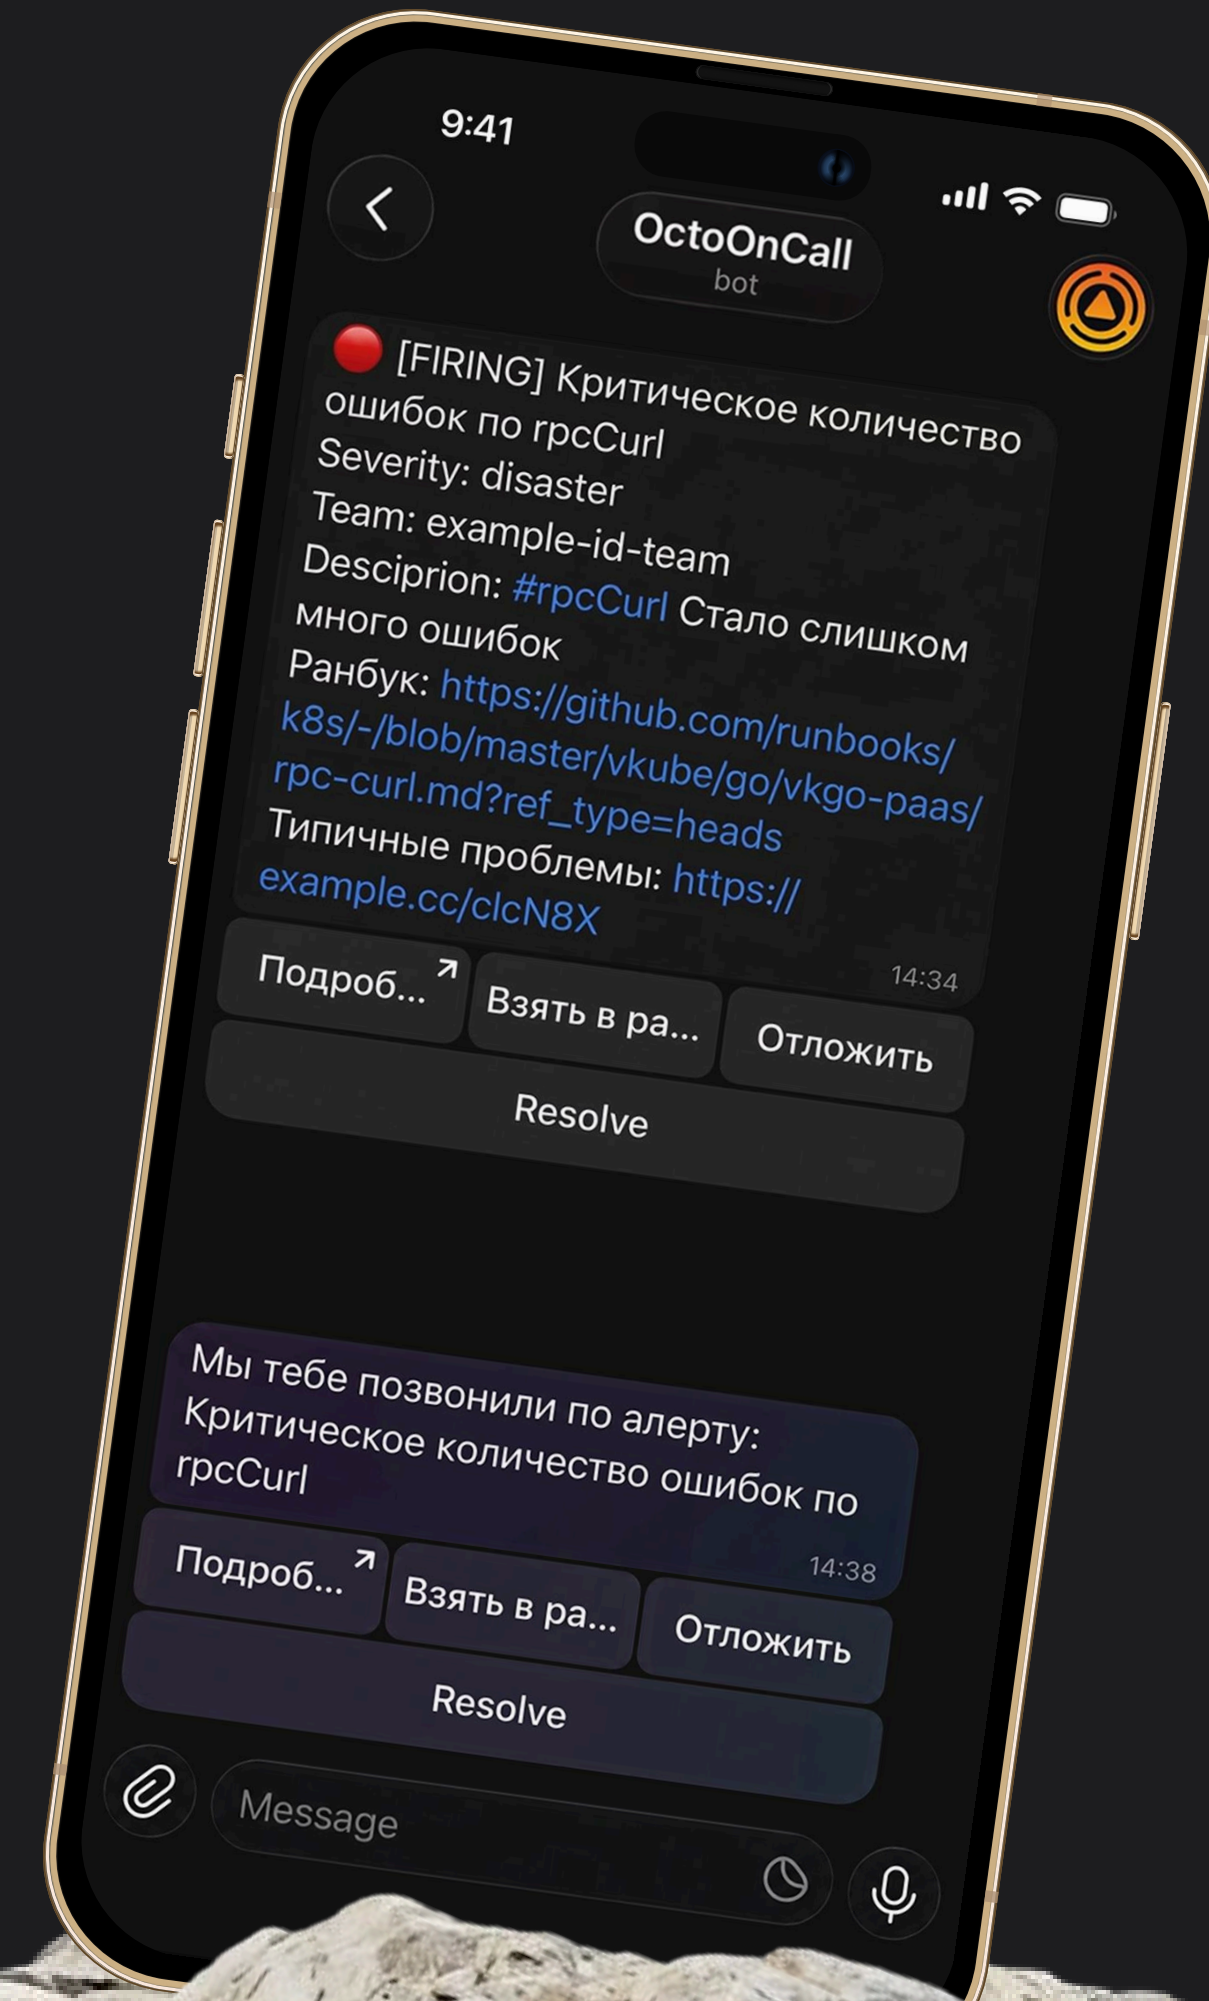 9:41
OctoOnCall
bot
[FIRING] Критическое количество
ошибок по rpcCurl
Severity: disaster
Team: example-id-team
Desciprion: #rpcCurl Стало слишком
много ошибок
Ранбук: https://github.com/runbooks/
k8s/-/blob/master/vkube/go/vkgo-paas/
rpc-curl.md?ref_type=heads
Типичные проблемы: https://
example.cc/clcN8X
14:34
Подроб...
Взять в ра...
Отложить
Resolve
Мы тебе позвонили по алерту:
Критическое количество ошибок по
rpcCurl
14:38
Подроб...
Взять в ра...
Отложить
Resolve
Message